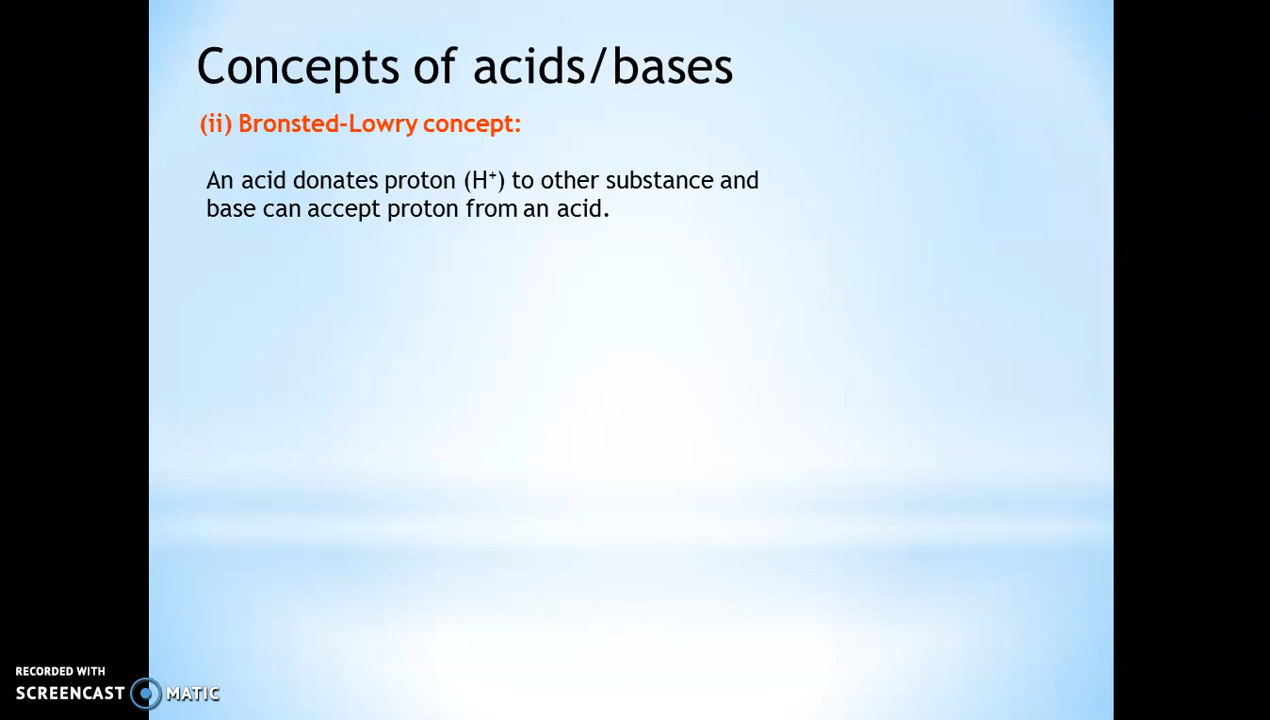 Concepts of acids/bases
(ii) Bronsted-Lowry concept:
An acid donates proton (H⁺) to other substance and
base can accept proton from an acid.
RECORDED WITH
SCREENCAST MATIC